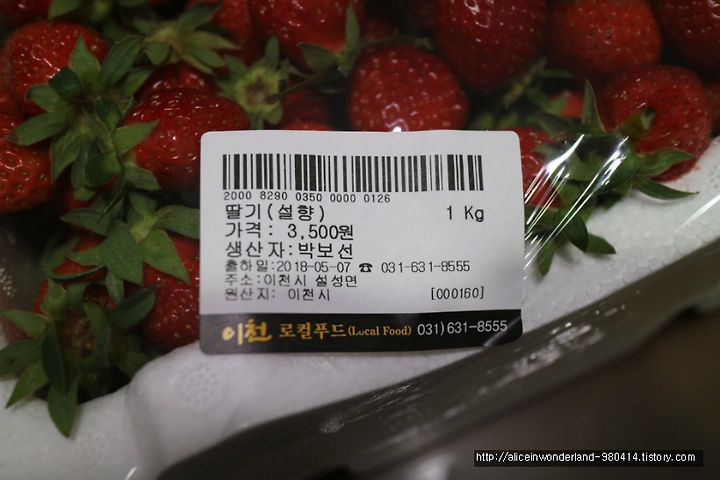 2000 8290 0350 0000 0126
딸기(설향) 1 Kg
가격: 3,500원
생산자:박보선
출하일:2018-05-07 ☎ 031-631-8555
주소:이천시 설성면
원산지: 이천시 [000160]
이천 로컬푸드(Local Food) 031)631-8555
http://aliceinwonderland-980414.tistory.com